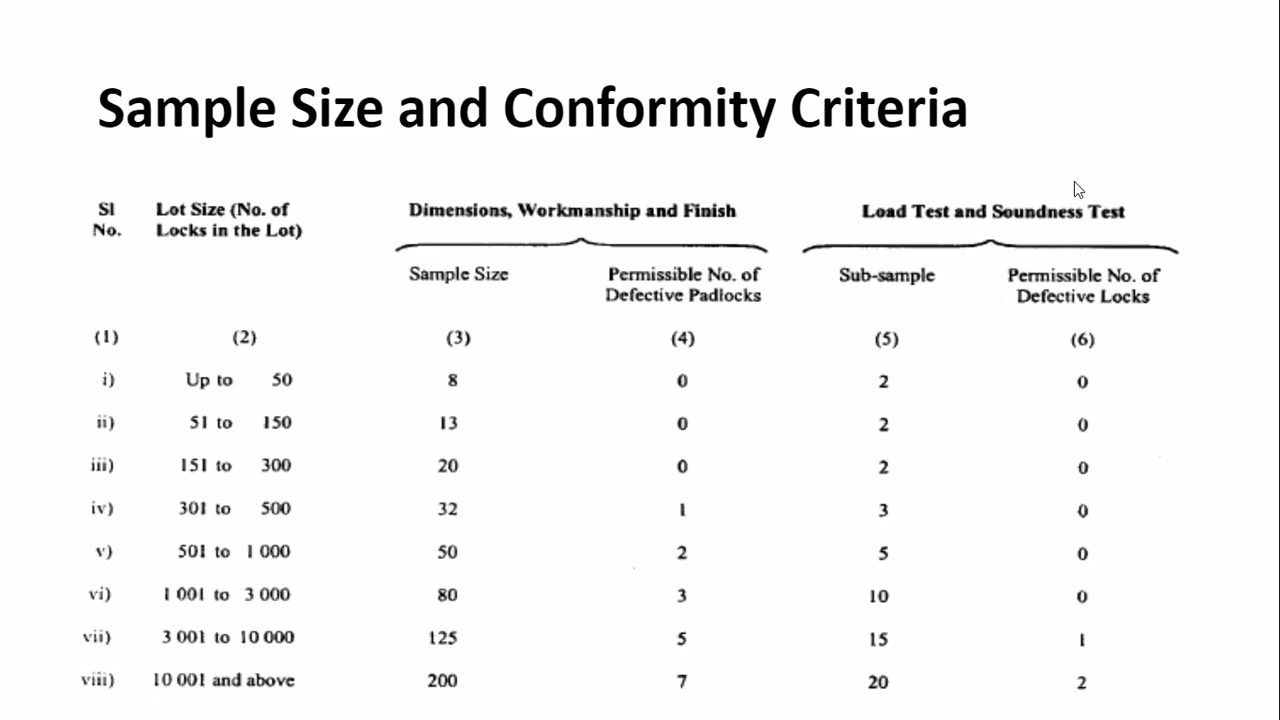 Sample Size and Conformity Criteria
Sl No. Lot Size (No. of Locks in the Lot) Dimensions, Workmanship and Finish Load Test and Soundness Test
Sample Size Permissible No. of Defective Padlocks Sub-sample Permissible No. of Defective Locks
(1) (2) (3) (4) (5) (6)
i) Up to 50 8 0 2 0
ii) 51 to 150 13 0 2 0
iii) 151 to 300 20 0 2 0
iv) 301 to 500 32 1 3 0
v) 501 to 1 000 50 2 5 0
vi) 1 001 to 3 000 80 3 10 0
vii) 3 001 to 10 000 125 5 15 1
viii) 10 001 and above 200 7 20 2